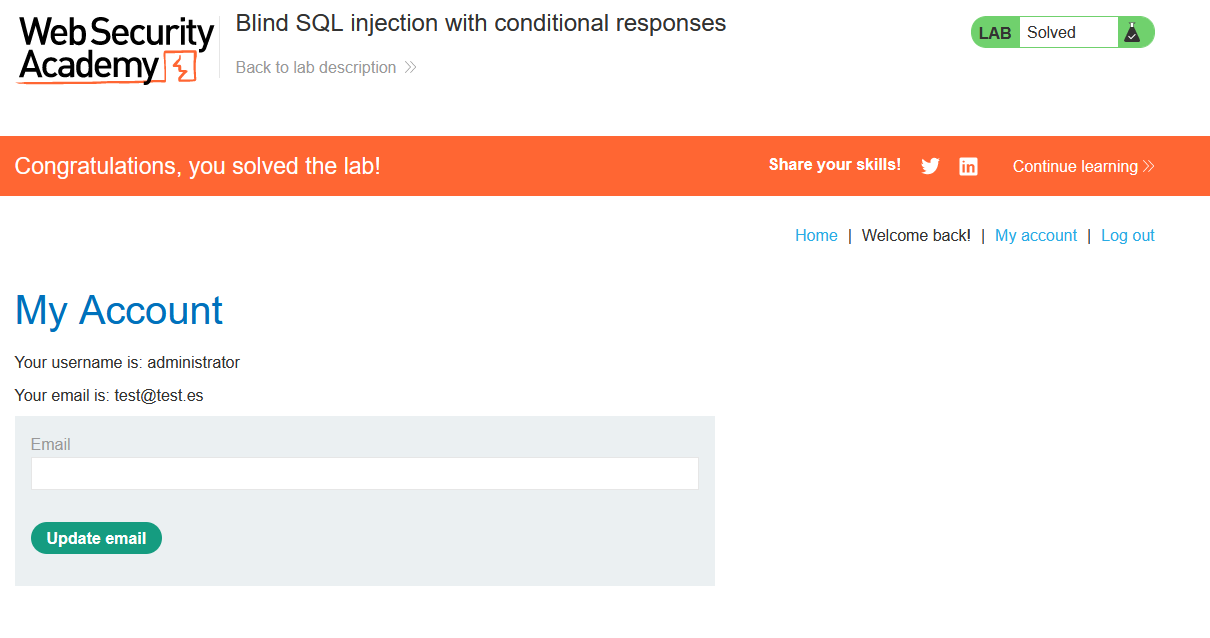 Web Security
Academy
Blind SQL injection with conditional responses
Back to lab description
LAB Solved
Congratulations, you solved the lab!
Share your skills!
Continue learning
Home | Welcome back! | My account | Log out
My Account
Your username is: administrator
Your email is: test@test.es
Email
Update email